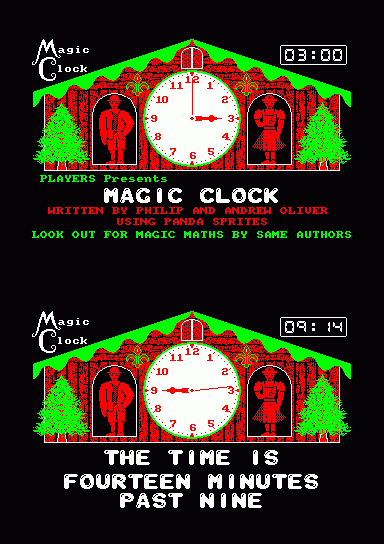 Magic
Clock
03:00
12
11 1
10 2
9 3
8 4
7 5
6
PLAYERS Presents
MAGIC CLOCK
WRITTEN BY PHILIP AND ANDREW OLIVER
USING PANDA SPRITES
LOOK OUT FOR MAGIC MATHS BY SAME AUTHORS
Magic
Clock
09:14
12
11 1
10 2
9 3
8 4
7 5
6
THE TIME IS
FOURTEEN MINUTES
PAST NINE